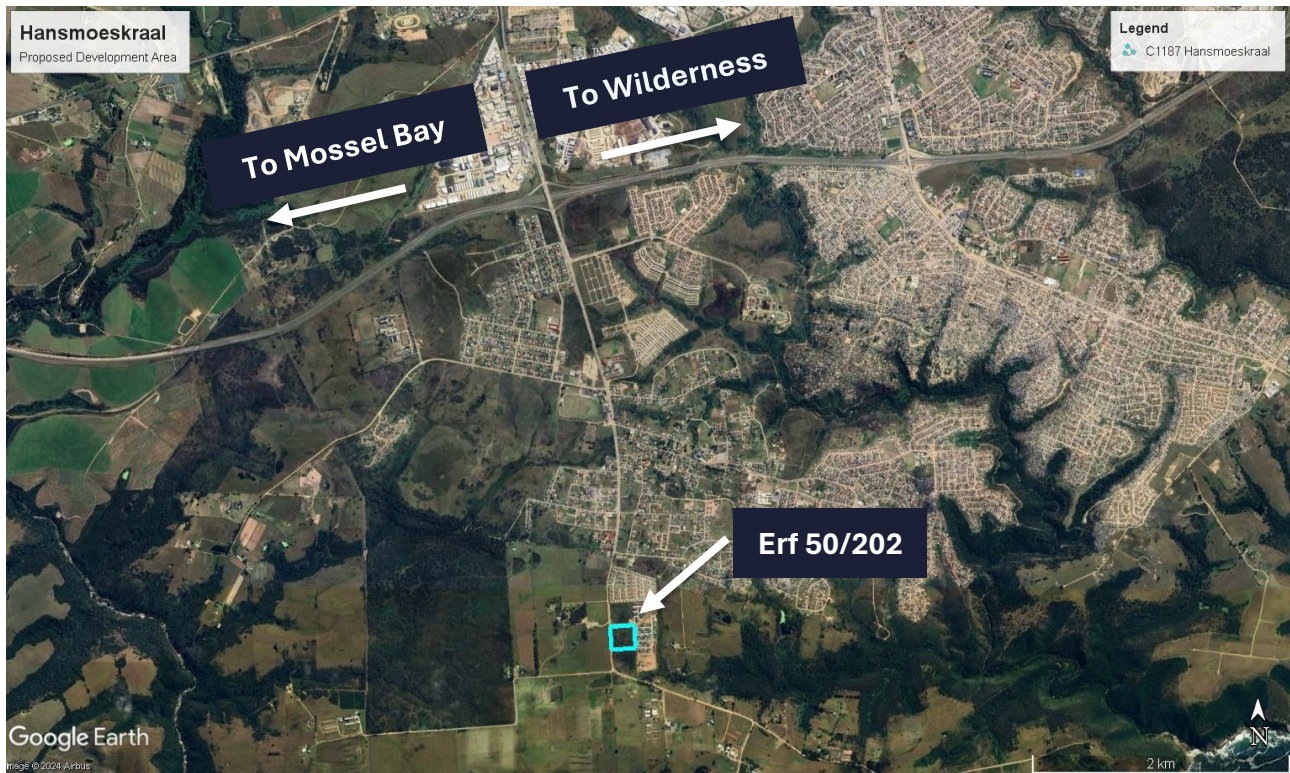 Hansmoeskraal
Proposed Development Area
Legend
C1187 Hansmoeskraal
To Wilderness
To Mossel Bay
Erf 50/202
Google Earth
N
mage © 2024 Airbus
2 km